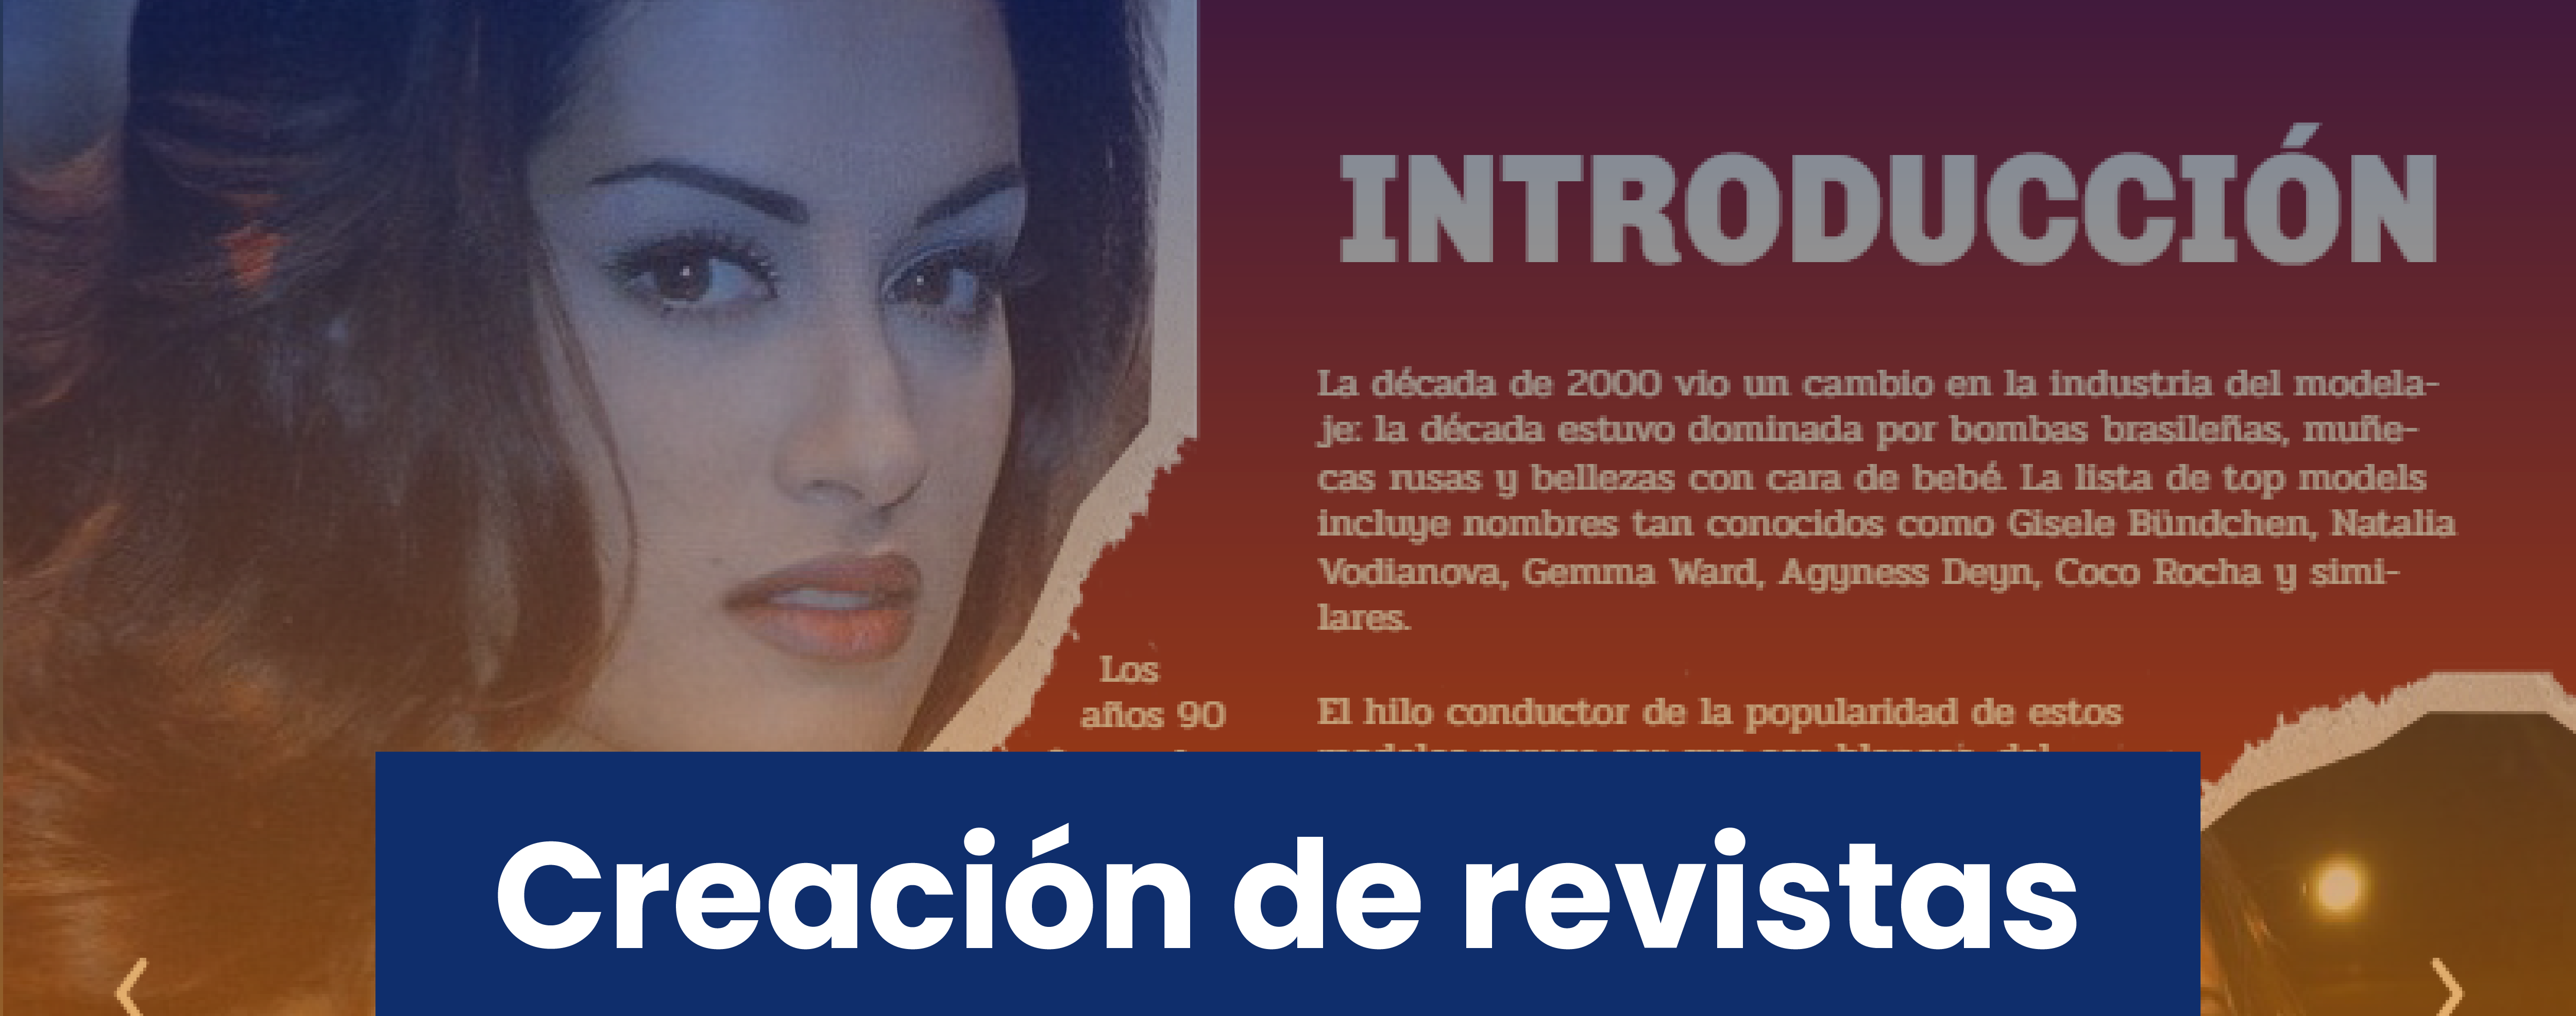 INTRODUCCIÓN
La década de 2000 vio un cambio en la industria del modela-
je: la década estuvo dominada por bombas brasileñas, muñe-
cas rusas y bellezas con cara de bebé. La lista de top models
incluye nombres tan conocidos como Gisele Bündchen, Natalia
Vodianova, Gemma Ward, Agyness Deyn, Coco Rocha y simi-
lares.
Los
años 90
El hilo conductor de la popularidad de estos
Creación de revistas